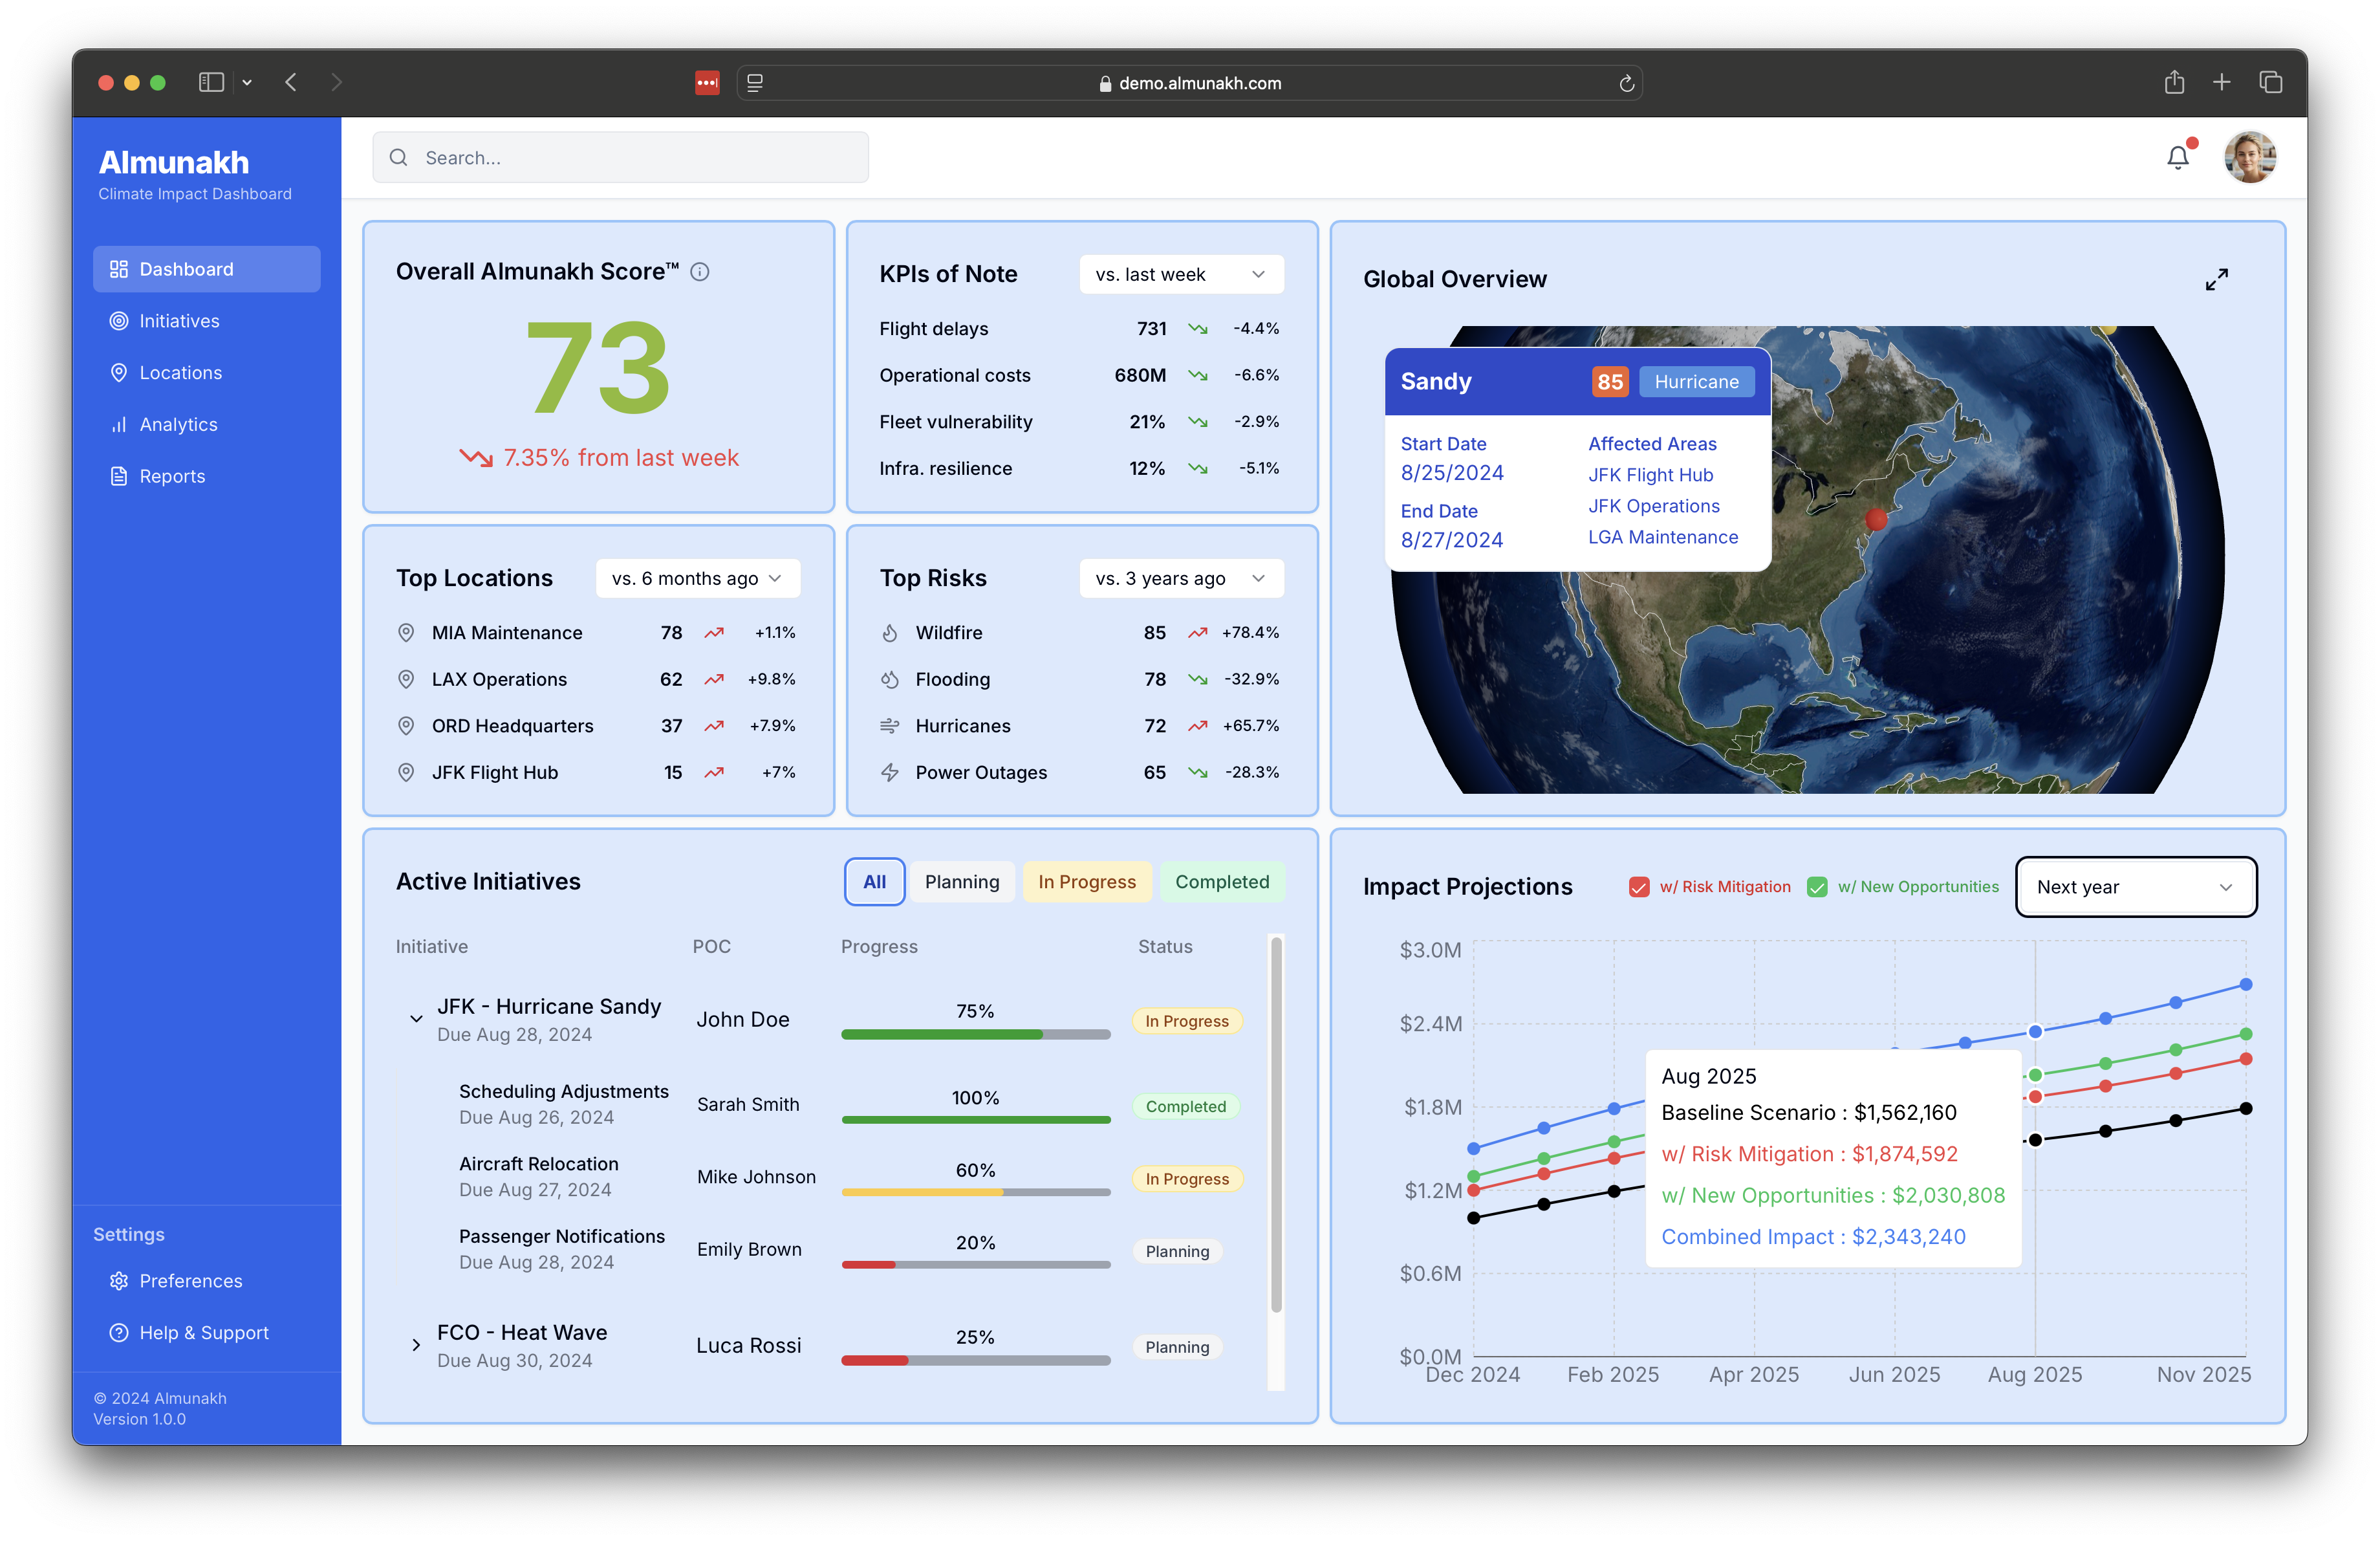 demo.almunakh.com
Almunakh
Climate Impact Dashboard
Dashboard
Initiatives
Locations
Analytics
Reports
Settings
Preferences
Help & Support
© 2024 Almunakh
Version 1.0.0
Search...
Overall Almunakh Score™
73
7.35% from last week
KPIs of Note
vs. last week
Flight delays 731 -4.4%
Operational costs 680M -6.6%
Fleet vulnerability 21% -2.9%
Infra. resilience 12% -5.1%
Global Overview
Sandy 85 Hurricane
Start Date
8/25/2024
End Date
8/27/2024
Affected Areas
JFK Flight Hub
JFK Operations
LGA Maintenance
Top Locations
vs. 6 months ago
MIA Maintenance 78 +1.1%
LAX Operations 62 +9.8%
ORD Headquarters 37 +7.9%
JFK Flight Hub 15 +7%
Top Risks
vs. 3 years ago
Wildfire 85 +78.4%
Flooding 78 -32.9%
Hurricanes 72 +65.7%
Power Outages 65 -28.3%
Active Initiatives
All Planning In Progress Completed
Initiative POC Progress Status
JFK - Hurricane Sandy John Doe 75% In Progress
Due Aug 28, 2024
Scheduling Adjustments Sarah Smith 100% Completed
Due Aug 26, 2024
Aircraft Relocation Mike Johnson 60% In Progress
Due Aug 27, 2024
Passenger Notifications Emily Brown 20% Planning
Due Aug 28, 2024
FCO - Heat Wave Luca Rossi 25% Planning
Due Aug 30, 2024
Impact Projections
w/ Risk Mitigation
w/ New Opportunities
Next year
$3.0M
$2.4M
$1.8M
$1.2M
$0.6M
$0.0M
Aug 2025
Baseline Scenario : $1,562,160
w/ Risk Mitigation : $1,874,592
w/ New Opportunities : $2,030,808
Combined Impact : $2,343,240
Dec 2024 Feb 2025 Apr 2025 Jun 2025 Aug 2025 Nov 2025